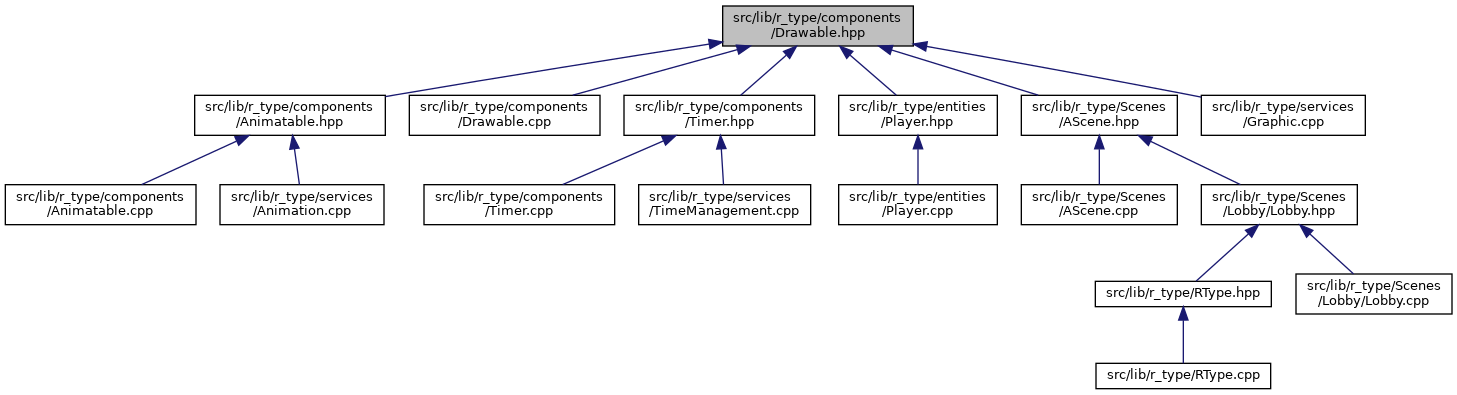 src/lib/r_type/components
/Drawable.hpp
src/lib/r_type/components
/Animatable.hpp
src/lib/r_type/components
/Drawable.cpp
src/lib/r_type/components
/Timer.hpp
src/lib/r_type/entities
/Player.hpp
src/lib/r_type/Scenes
/AScene.hpp
src/lib/r_type/services
/Graphic.cpp
src/lib/r_type/components
/Animatable.cpp
src/lib/r_type/services
/Animation.cpp
src/lib/r_type/components
/Timer.cpp
src/lib/r_type/services
/TimeManagement.cpp
src/lib/r_type/entities
/Player.cpp
src/lib/r_type/Scenes
/AScene.cpp
src/lib/r_type/Scenes
/Lobby/Lobby.hpp
src/lib/r_type/RType.hpp
src/lib/r_type/Scenes
/Lobby/Lobby.cpp
src/lib/r_type/RType.cpp